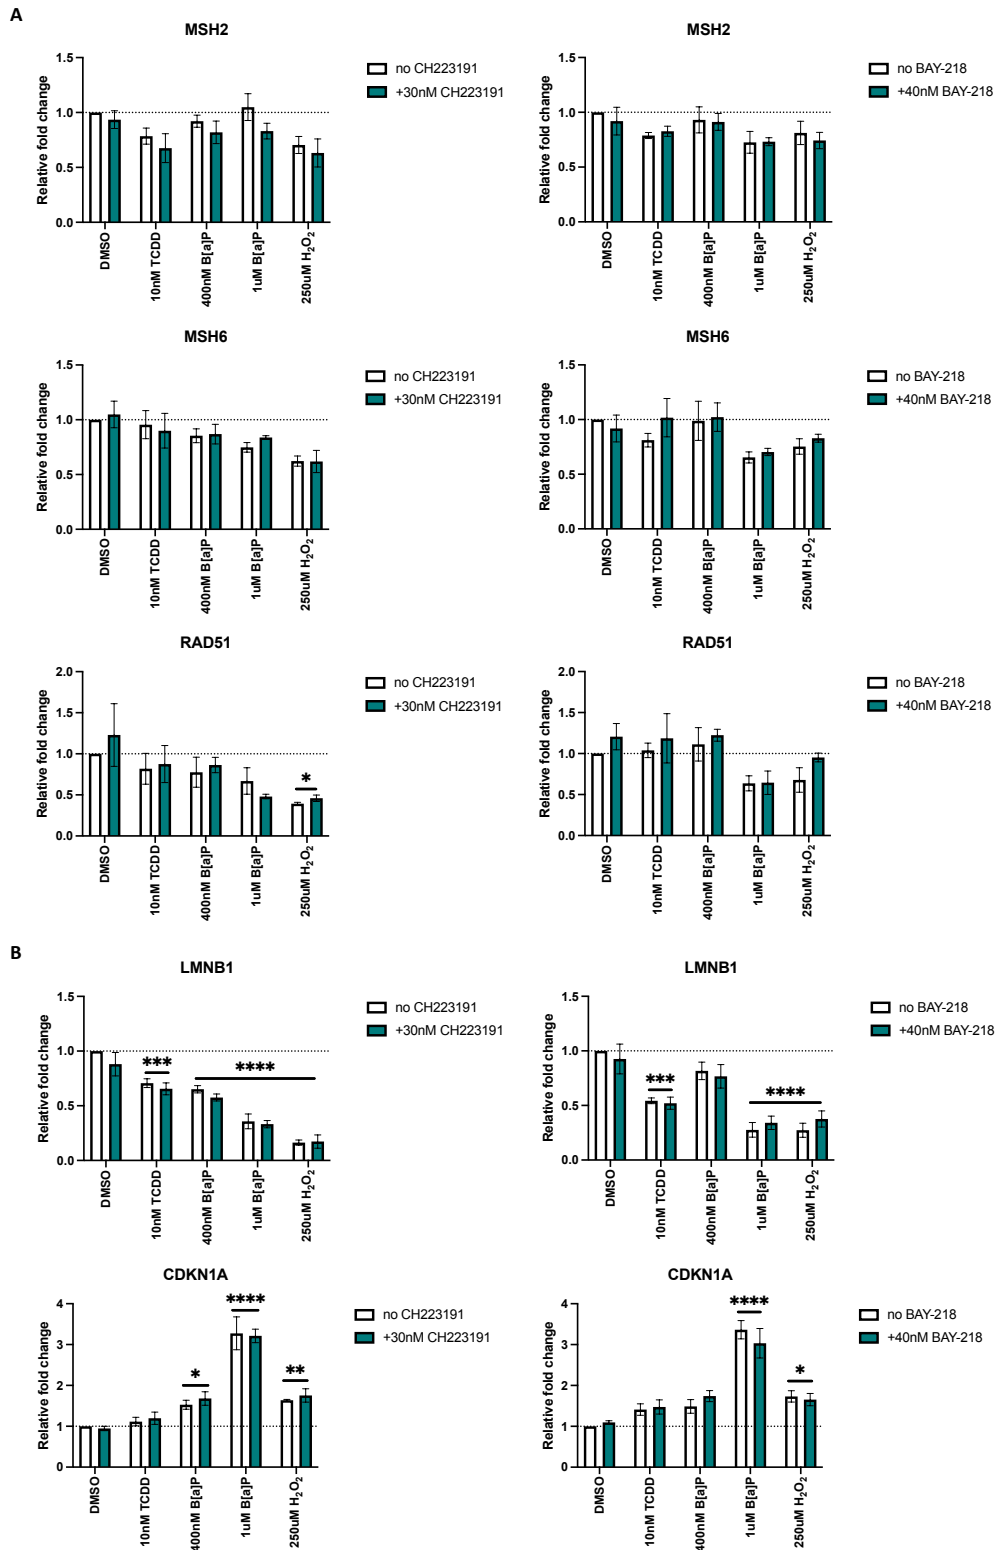 A
MSH2
Relative fold change
1.5
1.0
0.5
0.0
DMSO
10nM TCDD
400nM B[a]P
1uM B[a]P
250uM H₂O₂
no CH223191
+30nM CH223191
MSH2
Relative fold change
1.5
1.0
0.5
0.0
DMSO
10nM TCDD
400nM B[a]P
1uM B[a]P
250uM H₂O₂
no BAY-218
+40nM BAY-218
MSH6
Relative fold change
1.5
1.0
0.5
0.0
DMSO
10nM TCDD
400nM B[a]P
1uM B[a]P
250uM H₂O₂
no CH223191
+30nM CH223191
MSH6
Relative fold change
1.5
1.0
0.5
0.0
DMSO
10nM TCDD
400nM B[a]P
1uM B[a]P
250uM H₂O₂
no BAY-218
+40nM BAY-218
RAD51
Relative fold change
2.0
1.5
1.0
0.5
0.0
*
DMSO
10nM TCDD
400nM B[a]P
1uM B[a]P
250uM H₂O₂
no CH223191
+30nM CH223191
RAD51
Relative fold change
2.0
1.5
1.0
0.5
0.0
DMSO
10nM TCDD
400nM B[a]P
1uM B[a]P
250uM H₂O₂
no BAY-218
+40nM BAY-218
B
LMNB1
Relative fold change
1.5
1.0
0.5
0.0
***
****
DMSO
10nM TCDD
400nM B[a]P
1uM B[a]P
250uM H₂O₂
no CH223191
+30nM CH223191
LMNB1
Relative fold change
1.5
1.0
0.5
0.0
***
****
DMSO
10nM TCDD
400nM B[a]P
1uM B[a]P
250uM H₂O₂
no BAY-218
+40nM BAY-218
CDKN1A
Relative fold change
4
3
2
1
0
*
****
**
DMSO
10nM TCDD
400nM B[a]P
1uM B[a]P
250uM H₂O₂
no CH223191
+30nM CH223191
CDKN1A
Relative fold change
4
3
2
1
0
****
*
DMSO
10nM TCDD
400nM B[a]P
1uM B[a]P
250uM H₂O₂
no BAY-218
+40nM BAY-218